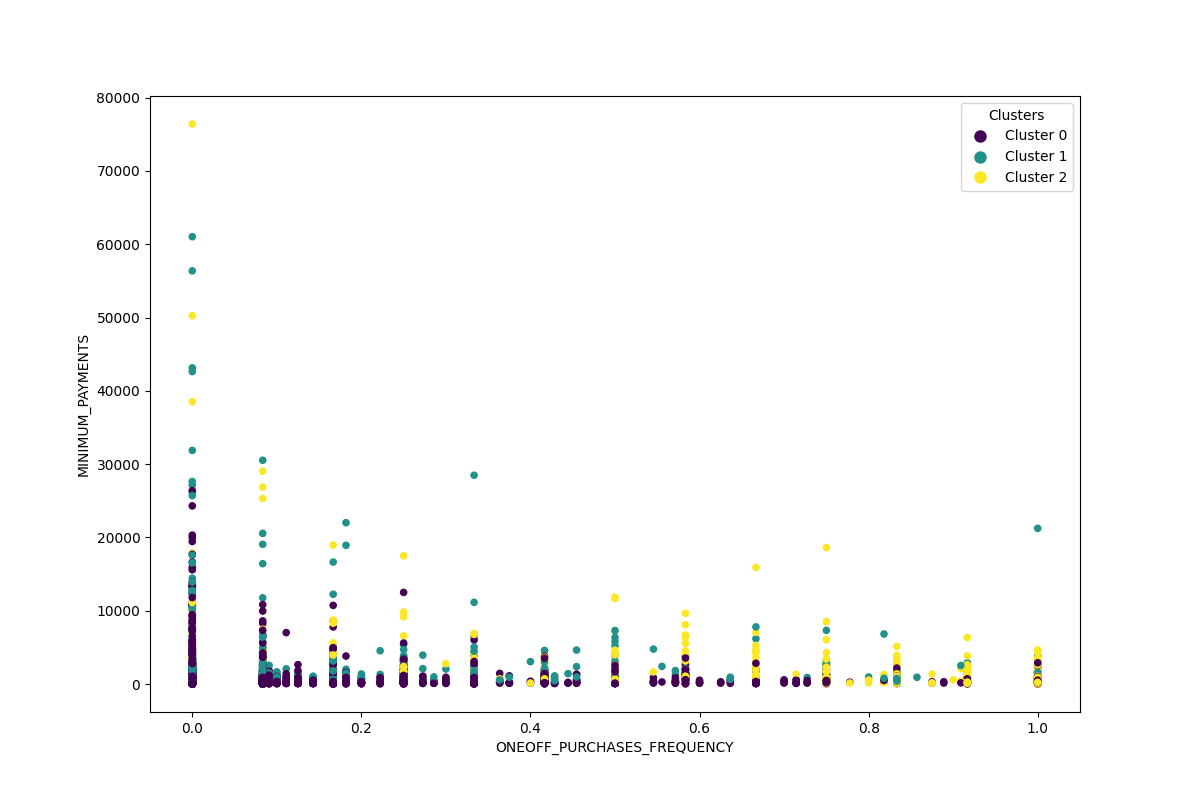 80000
70000
60000
50000
40000
30000
20000
10000
0
MINIMUM_PAYMENTS
Clusters
Cluster 0
Cluster 1
Cluster 2
0.0 0.2 0.4 0.6 0.8 1.0
ONEOFF_PURCHASES_FREQUENCY